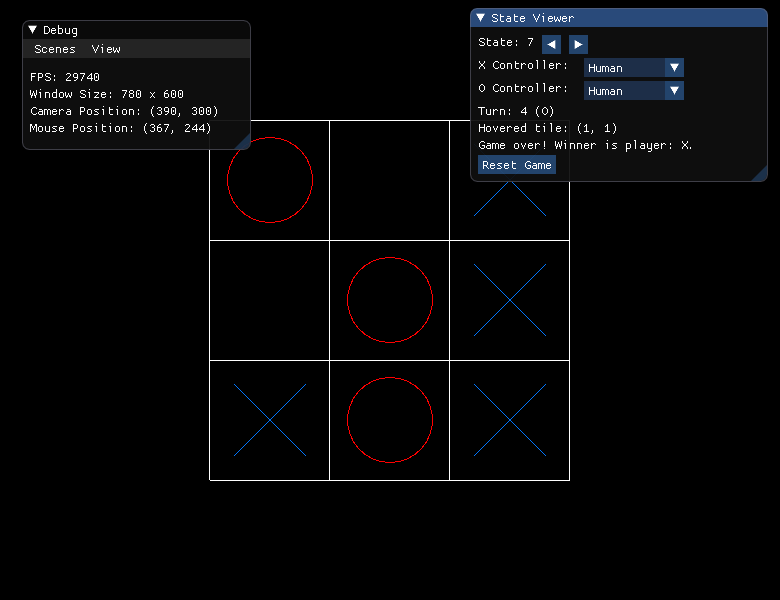 Debug
Scenes View
FPS: 29740
Window Size: 780 x 600
Camera Position: (390, 300)
Mouse Position: (367, 244)
State Viewer
State: 7
X Controller: Human
O Controller: Human
Turn: 4 (O)
Hovered tile: (1, 1)
Game over! Winner is player: X.
Reset Game